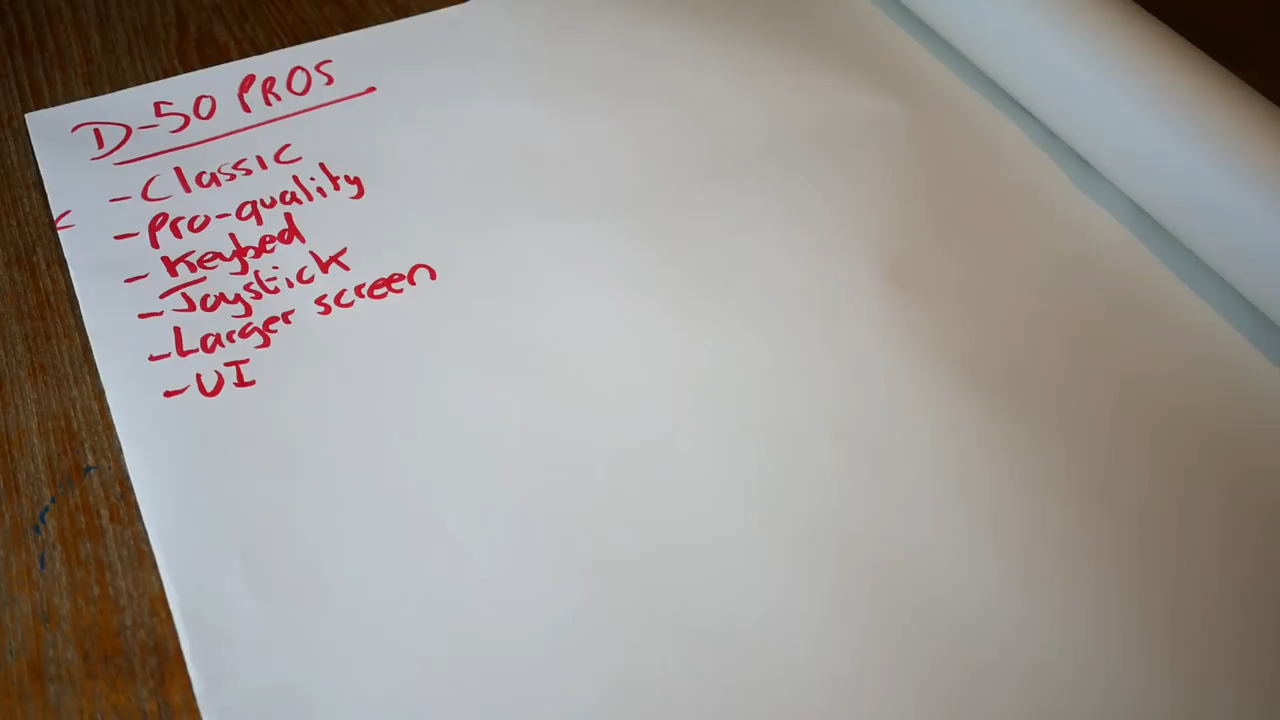 D-50 PROS
- Classic
- Pro-quality
- Keybed
- Joystick
- Larger screen
- UI